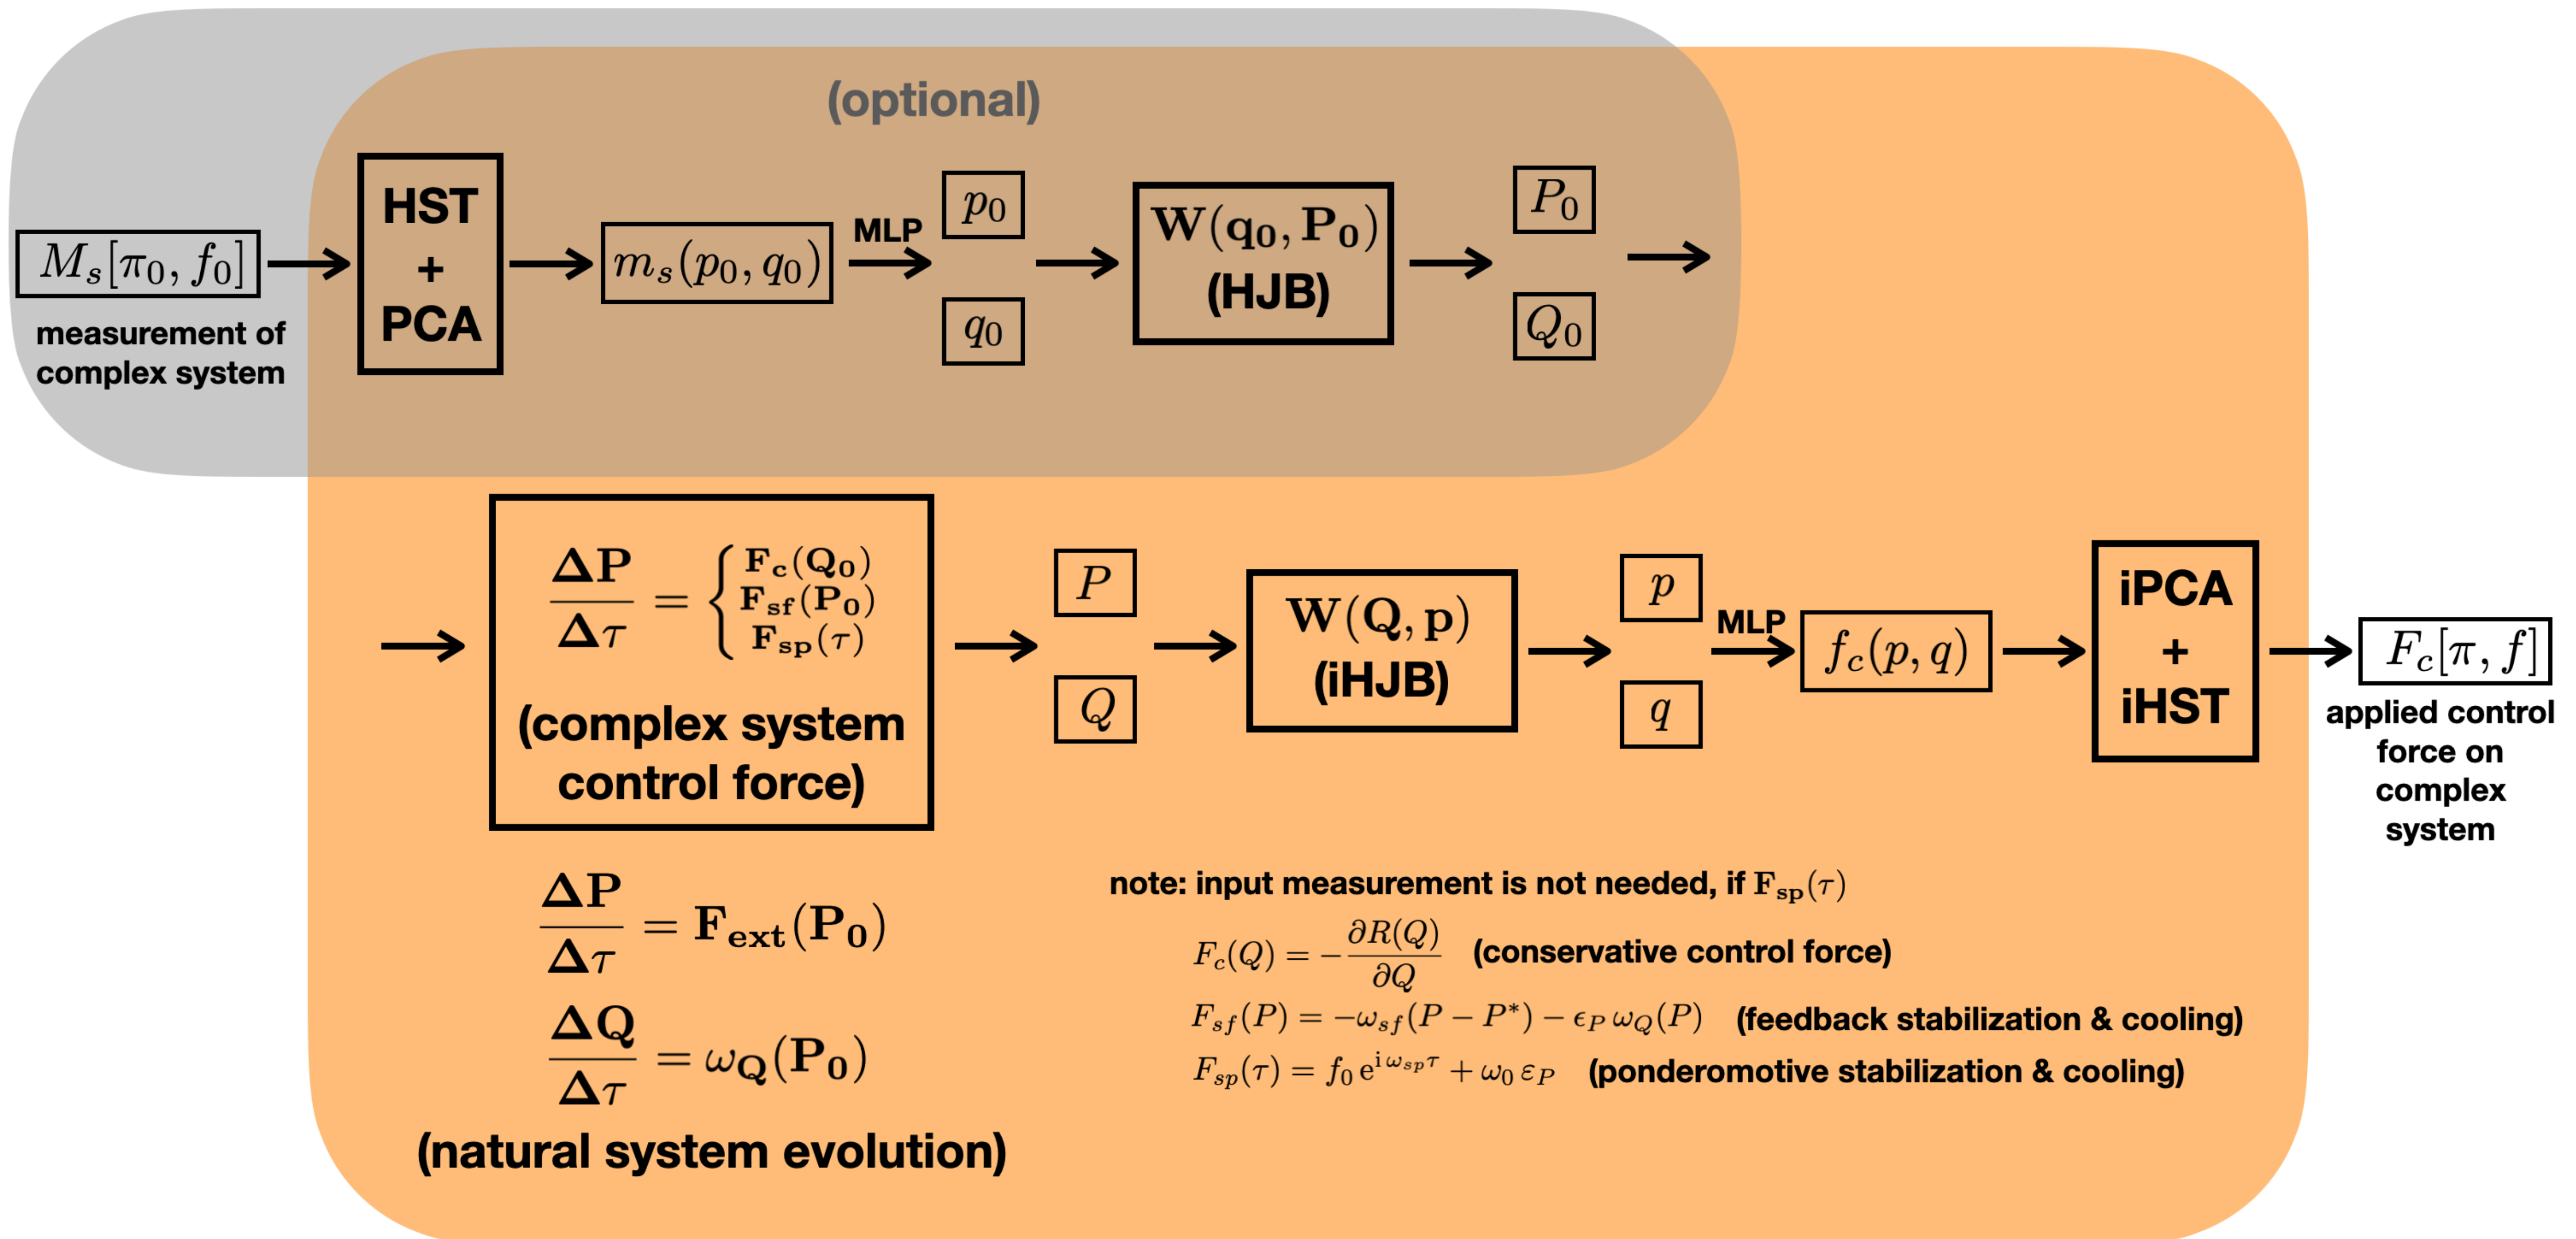 (optional)
M_s[π_0, f_0]
measurement of
complex system
HST
+
PCA
m_s(p_0, q_0)
MLP
p_0
q_0
W(q_0, P_0)
(HJB)
P_0
Q_0
ΔP/Δτ = { F_c(Q_0)
F_sf(P_0)
F_sp(τ)
(complex system
control force)
P
Q
W(Q, p)
(iHJB)
p
q
MLP
f_c(p, q)
iPCA
+
iHST
F_c[π, f]
applied control
force on
complex
system
ΔP/Δτ = F_ext(P_0)
ΔQ/Δτ = ω_Q(P_0)
(natural system evolution)
note: input measurement is not needed, if F_sp(τ)
F_c(Q) = −∂R(Q)/∂Q (conservative control force)
F_sf(P) = −ω_sf(P − P*) − ϵ_P ω_Q(P) (feedback stabilization & cooling)
F_sp(τ) = f_0 e^{i ω_sp τ} + ω_0 ε_P (ponderomotive stabilization & cooling)